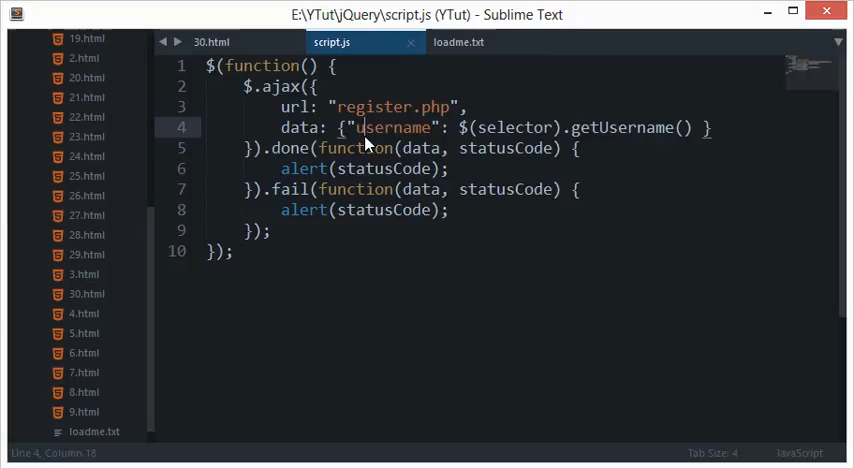 E:\YTut\jQuery\script.js (YTut) - Sublime Text
19.html
2.html
20.html
21.html
22.html
23.html
24.html
25.html
26.html
27.html
28.html
29.html
3.html
30.html
4.html
5.html
6.html
7.html
8.html
9.html
loadme.txt
30.html script.js loadme.txt
1 $(function() {
2 $.ajax({
3 url: "register.php",
4 data: {"username": $(selector).getUsername() }
5 }).done(function(data, statusCode) {
6 alert(statusCode);
7 }).fail(function(data, statusCode) {
8 alert(statusCode);
9 });
10 });
Line 4, Column 18 Tab Size: 4 JavaScript